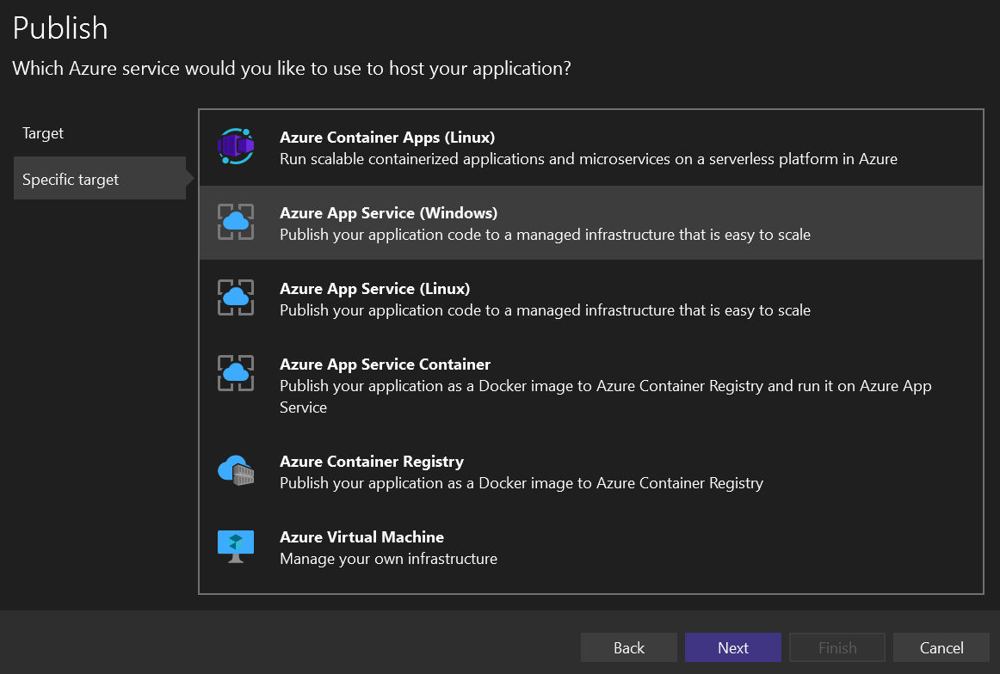 Publish
Which Azure service would you like to use to host your application?
Target
Specific target
Azure Container Apps (Linux)
Run scalable containerized applications and microservices on a serverless platform in Azure
Azure App Service (Windows)
Publish your application code to a managed infrastructure that is easy to scale
Azure App Service (Linux)
Publish your application code to a managed infrastructure that is easy to scale
Azure App Service Container
Publish your application as a Docker image to Azure Container Registry and run it on Azure App
Service
Azure Container Registry
Publish your application as a Docker image to Azure Container Registry
Azure Virtual Machine
Manage your own infrastructure
Back
Next
Finish
Cancel